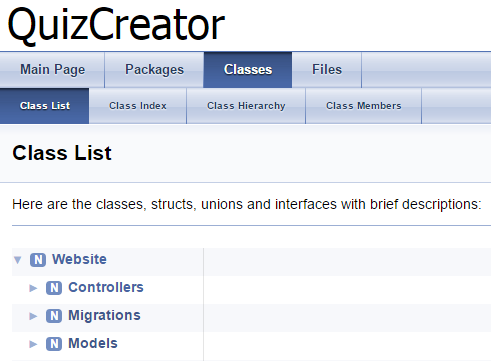 QuizCreator
Main Page Packages Classes Files
Class List Class Index Class Hierarchy Class Members
Class List
Here are the classes, structs, unions and interfaces with brief descriptions:
▼ N Website
► N Controllers
► N Migrations
► N Models